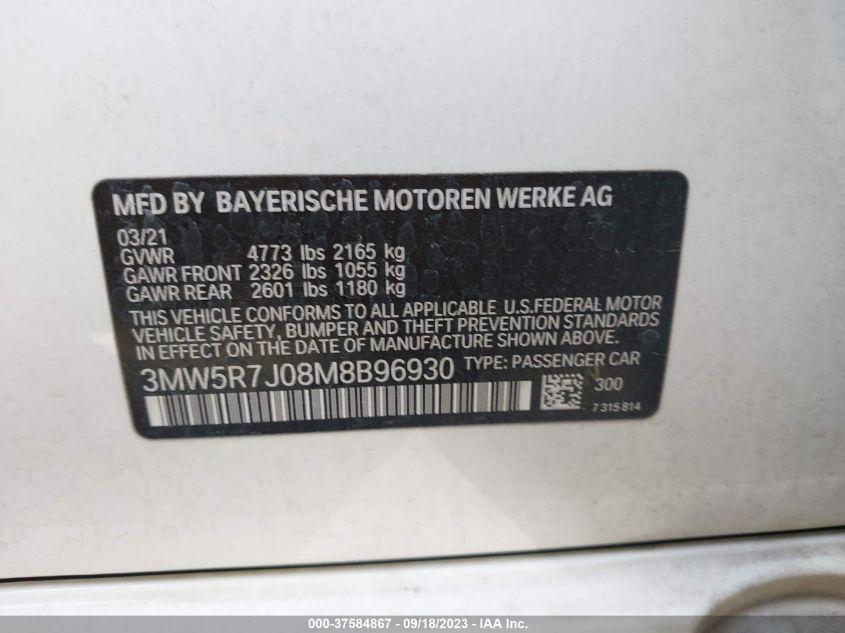 MFD BY BAYERISCHE MOTOREN WERKE AG
03/21
GVWR 4773 lbs 2165 kg
GAWR FRONT 2326 lbs 1055 kg
GAWR REAR 2601 lbs 1180 kg
THIS VEHICLE CONFORMS TO ALL APPLICABLE U.S.FEDERAL MOTOR
VEHICLE SAFETY, BUMPER AND THEFT PREVENTION STANDARDS
IN EFFECT ON THE DATE OF MANUFACTURE SHOWN ABOVE.
3MW5R7J08M8B96930 TYPE: PASSENGER CAR
300
7315814
000-37584867 - 09/18/2023 - Copyright © IAA, Inc.